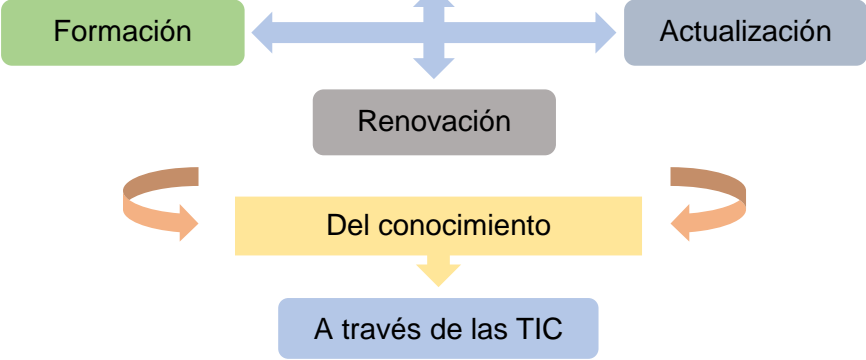 Formación
Actualización
Renovación
Del conocimiento
A través de las TIC